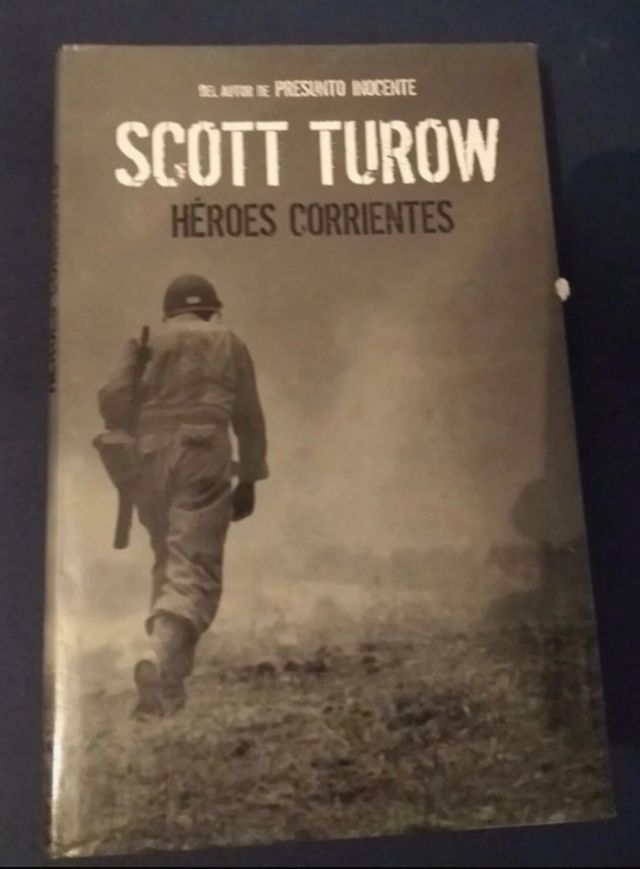 DEL AUTOR DE PRESUNTO INOCENTE
SCOTT TUROW
HÉROES CORRIENTES